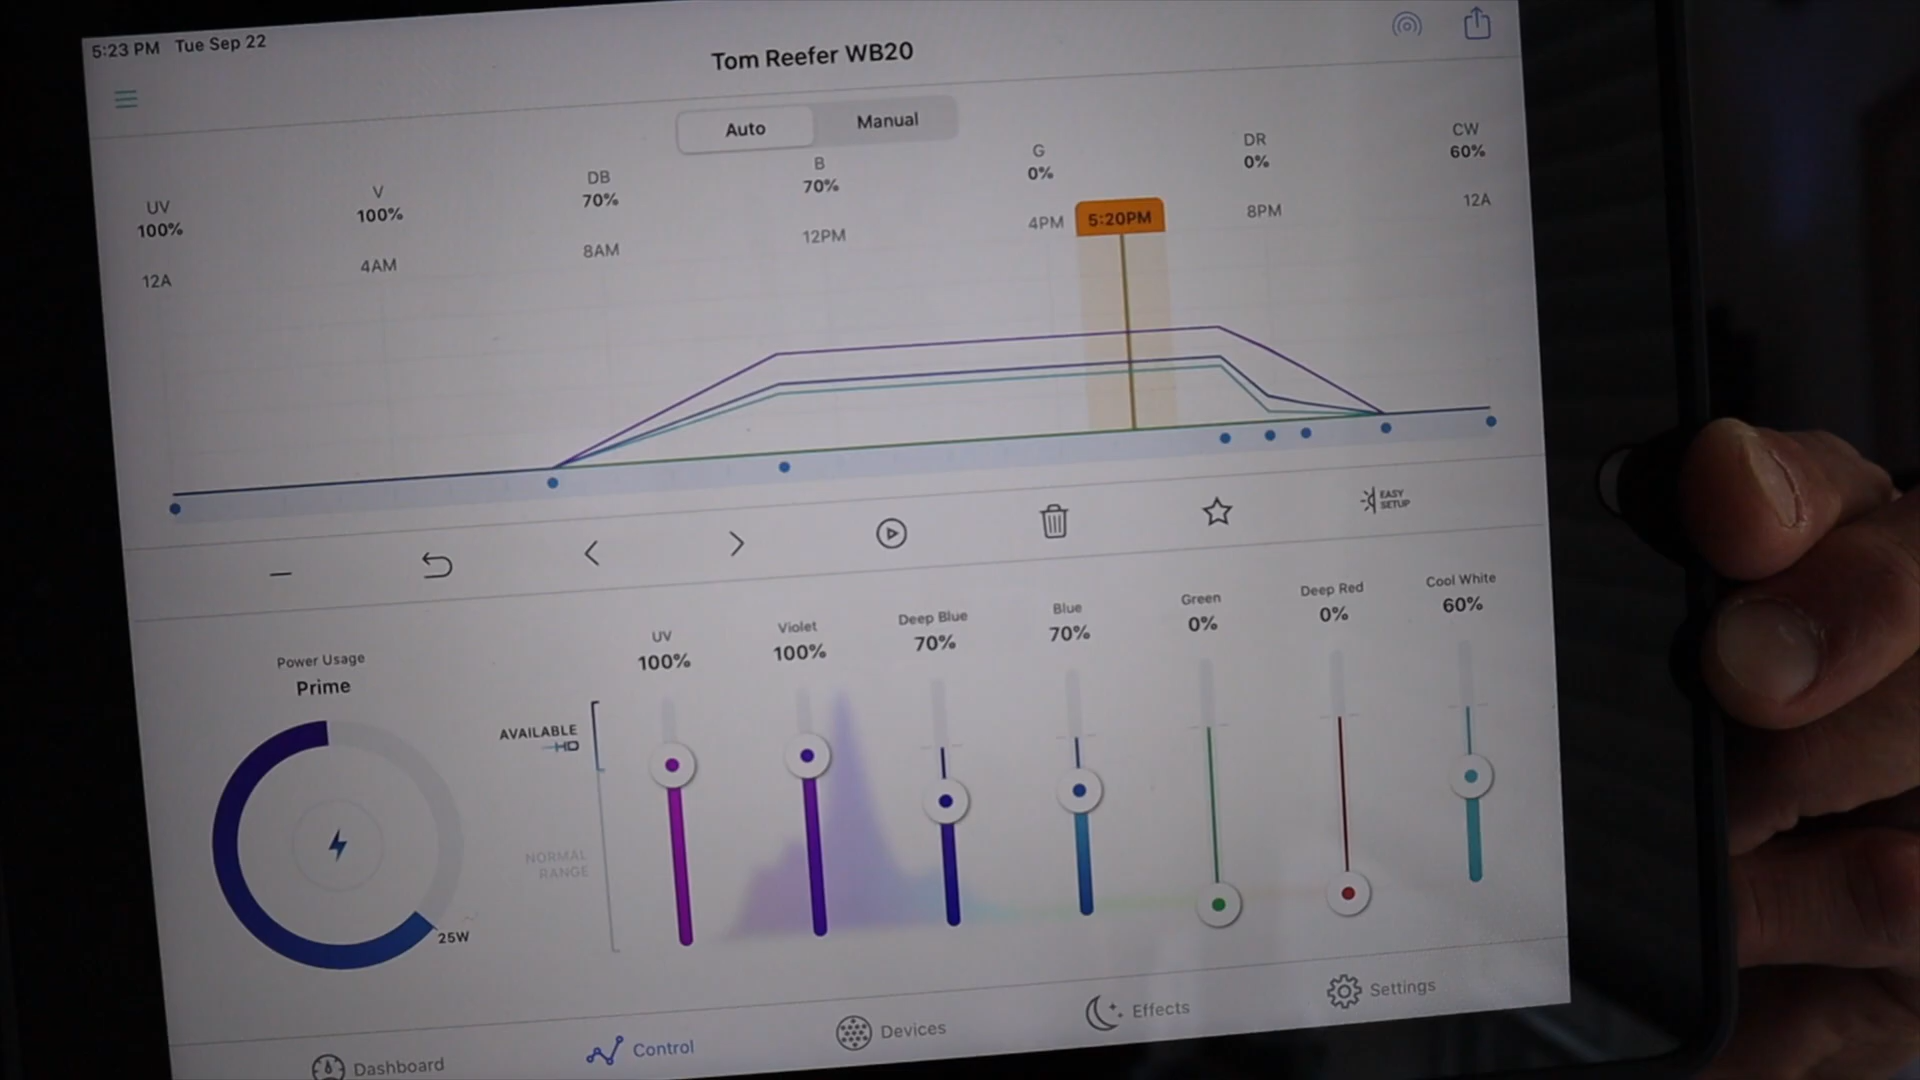 5:23 PM Tue Sep 22
Tom Reefer WB20
Auto Manual
UV V DB B G DR CW
100% 100% 70% 70% 0% 0% 60%
12A 4AM 8AM 12PM 4PM 5:20PM 8PM 12A
EASY
SETUP
Power Usage
Prime
25W
UV Violet Deep Blue Blue Green Deep Red Cool White
100% 100% 70% 70% 0% 0% 60%
AVAILABLE
HD
NORMAL
RANGE
Dashboard Control Devices Effects Settings